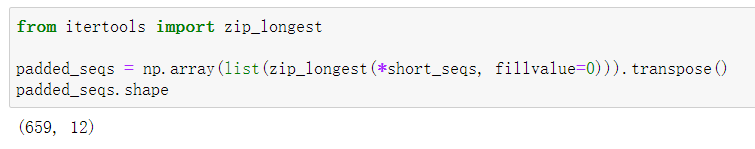 from itertools import zip_longest
padded_seqs = np.array(list(zip_longest(*short_seqs, fillvalue=0))).transpose()
padded_seqs.shape
(659, 12)